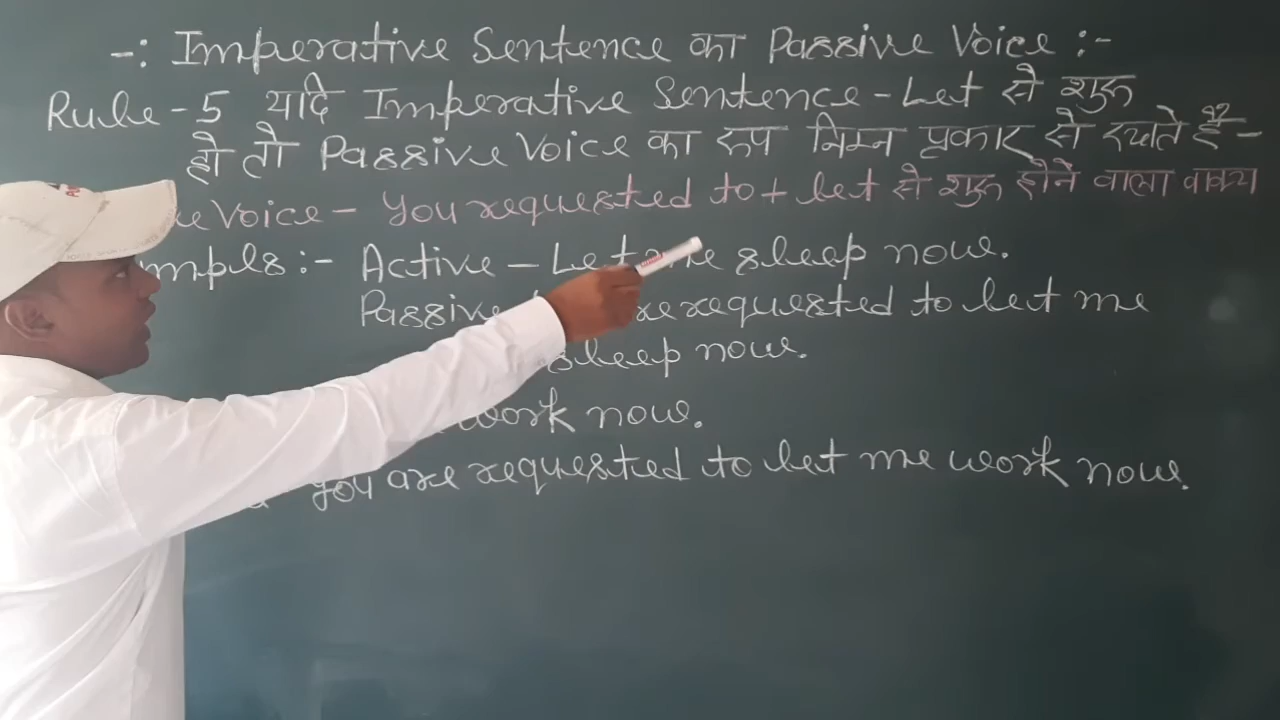 -: Imperative Sentence का Passive Voice :-
Rule - 5 यदि Imperative Sentence - Let से शुरू
हो तो Passive Voice का रूप निम्न प्रकार से रखते हैं -
Voice - You requested to + let से शुरू होने वाला वाक्य
:- Active - Let me sleep now.
Passive requested to let me
sleep now.
work now.
You are requested to let me work now.